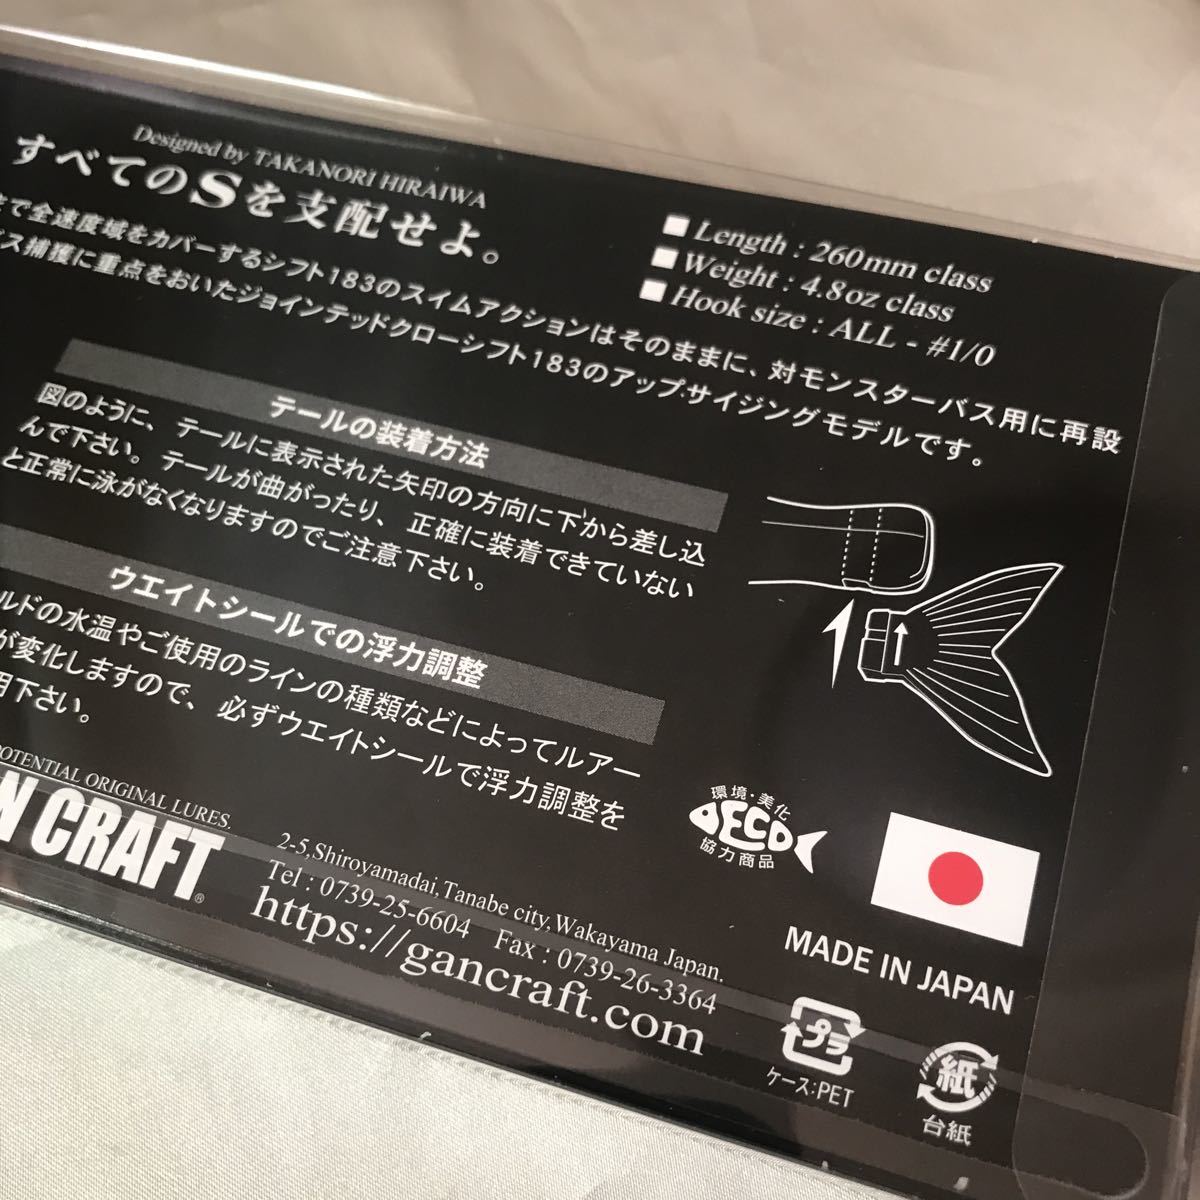 Designed by TAKANORI HIRAIWA
すべてのSを支配せよ。
■ Length : 260mm class
■ Weight : 4.8oz class
■ Hook size : ALL - #1/0
で全速度域をカバーするシフト183のスイムアクションはそのままに、対モンスターバス用に再設
ス捕獲に重点をおいたジョインテッドクローシフト183のアップサイジングモデルです。
テールの装着方法
図のように、テールに表示された矢印の方向に下から差し込
んで下さい。テールが曲がったり、正確に装着できていない
と正常に泳がなくなりますのでご注意下さい。
ウエイトシールでの浮力調整
ルドの水温やご使用のラインの種類などによってルアー
が変化しますので、必ずウエイトシールで浮力調整を
用下さい。
POTENTIAL ORIGINAL LURES.
N CRAFT®
2-5,Shiroyamadai,Tanabe city,Wakayama Japan.
Tel : 0739-25-6604 Fax : 0739-26-3364
https://gancraft.com
環境・美化
ECO
協力商品
MADE IN JAPAN
プラ
ケース:PET
紙
台紙